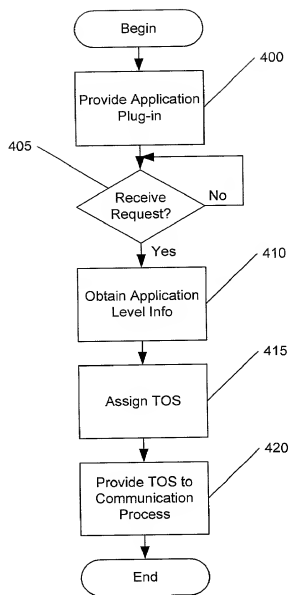 Begin
400
Provide Application
Plug-in
405
Receive
Request?
No
Yes
410
Obtain Application
Level Info
415
Assign TOS
420
Provide TOS to
Communication
Process
End